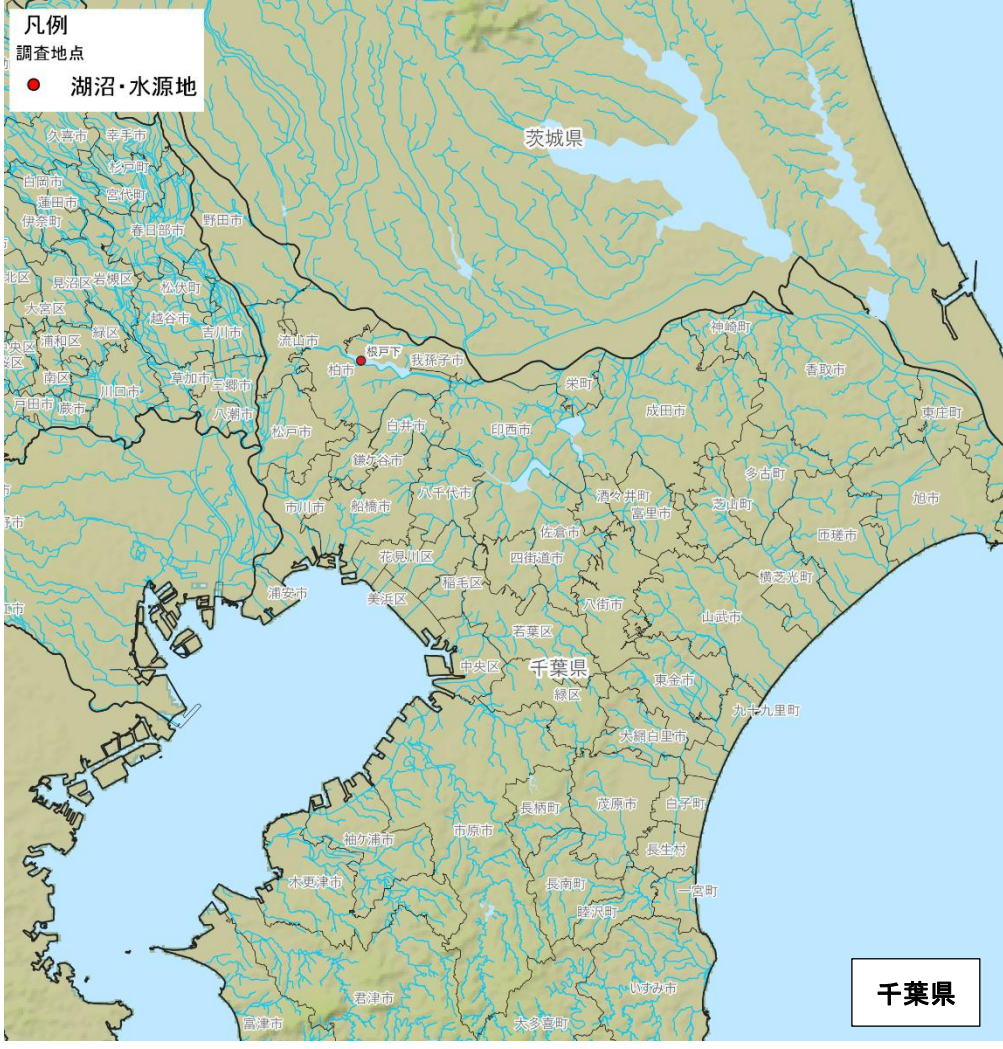 凡例
調査地点
湖沼・水源地
茨城県
久喜市
幸手市
杉戸町
白岡市
宮代町
蓮田市
伊奈町
春日部市
野田市
北区
見沼区
岩槻区
松伏町
大宮区
越谷市
吉川市
浦和区
緑区
中央区
桜区
南区
戸田市
蕨市
川口市
草加市
三郷市
八潮市
流山市
根戸下
我孫子市
柏市
神崎町
栄町
香取市
成田市
東庄町
松戸市
白井市
印西市
鎌ケ谷市
多古町
八千代市
酒々井町
旭市
市川市
船橋市
富里市
芝山町
佐倉市
匝瑳市
花見川区
四街道市
稲毛区
横芝光町
浦安市
美浜区
八街市
山武市
若葉区
中央区
千葉県
東金市
緑区
九十九里町
大網白里市
長柄町
茂原市
白子町
市原市
袖ケ浦市
長生村
木更津市
長南町
一宮町
睦沢町
いすみ市
君津市
富津市
大多喜町
千葉県